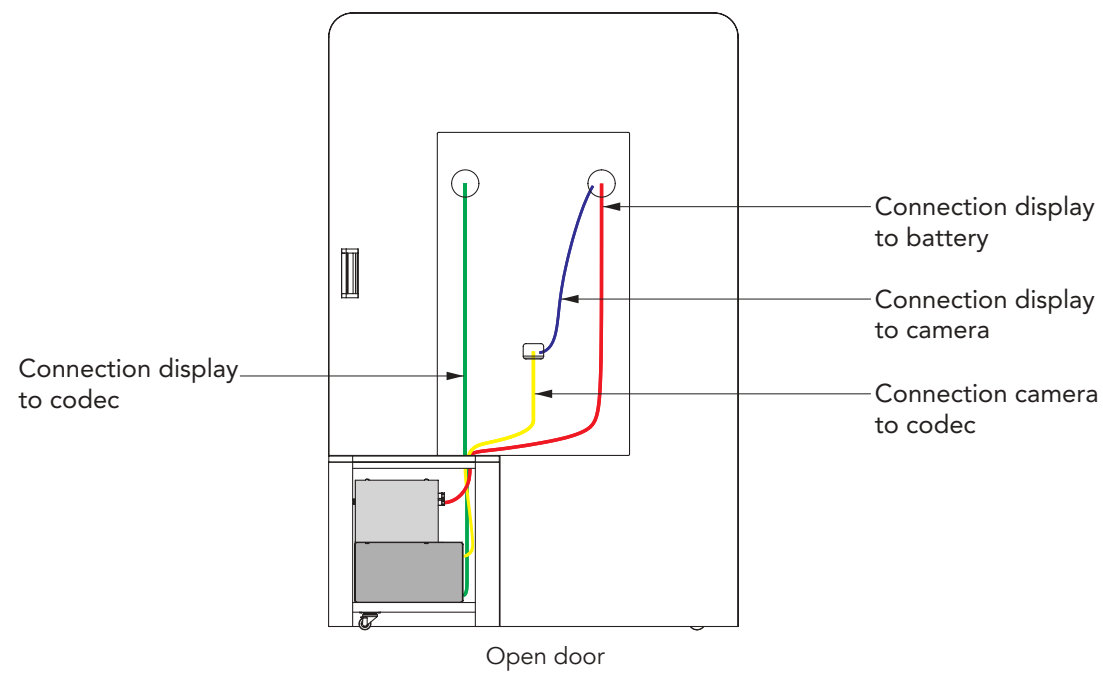 Connection display
to battery
Connection display
to camera
Connection display
to codec
Connection camera
to codec
Open door